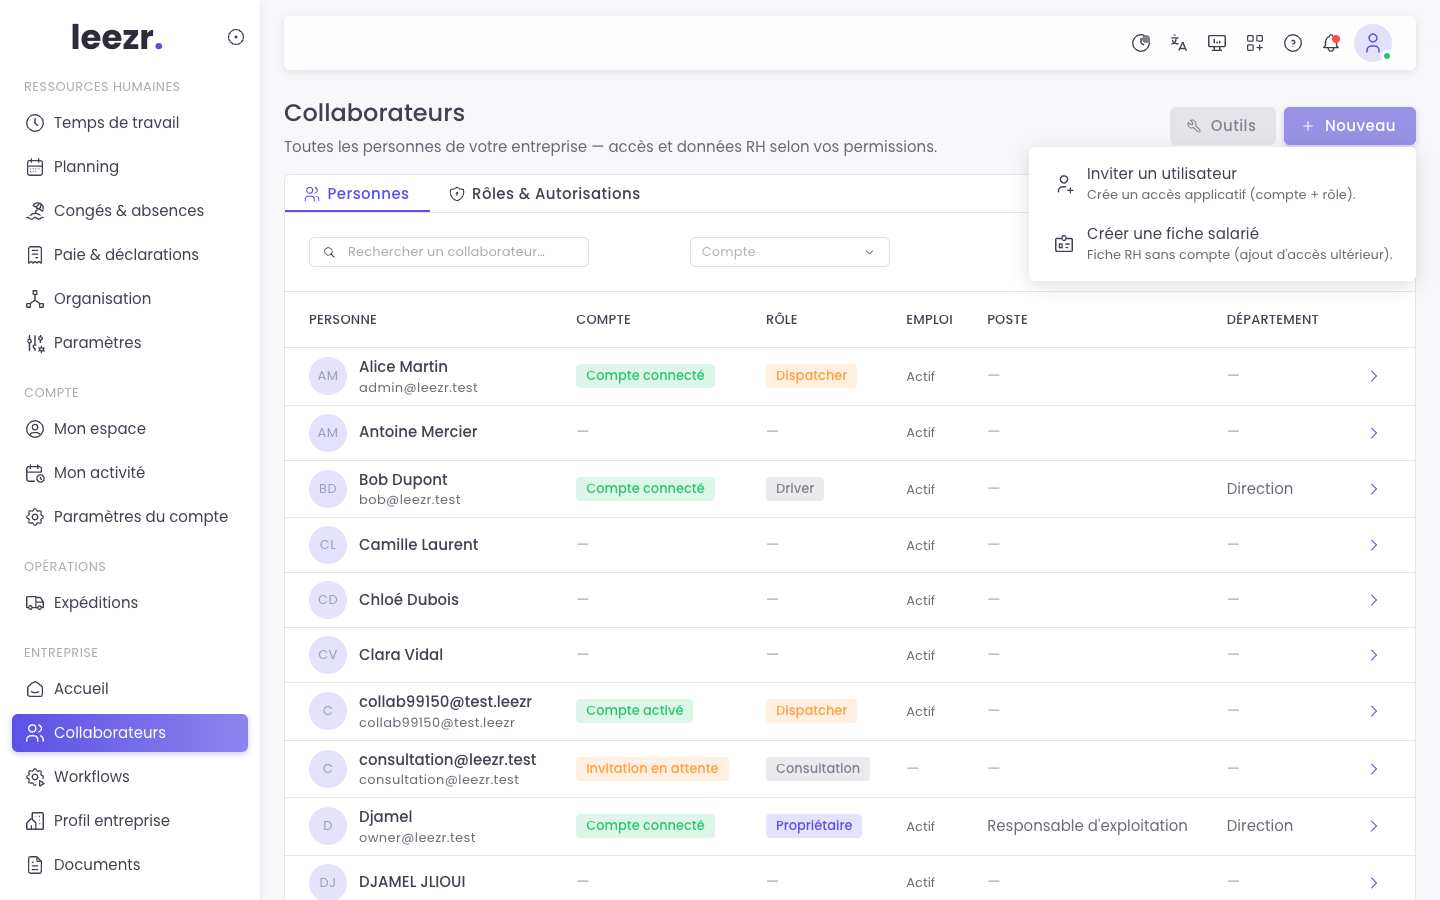 leezr.
RESSOURCES HUMAINES
Temps de travail
Planning
Congés & absences
Paie & déclarations
Organisation
Paramètres
COMPTE
Mon espace
Mon activité
Paramètres du compte
OPÉRATIONS
Expéditions
ENTREPRISE
Accueil
Collaborateurs
Workflows
Profil entreprise
Documents
Collaborateurs
Toutes les personnes de votre entreprise — accès et données RH selon vos permissions.
Outils
Nouveau
Inviter un utilisateur
Crée un accès applicatif (compte + rôle).
Créer une fiche salarié
Fiche RH sans compte (ajout d'accès ultérieur).
Personnes
Rôles & Autorisations
Rechercher un collaborateur…
Compte
PERSONNE COMPTE RÔLE EMPLOI POSTE DÉPARTEMENT
AM Alice Martin Compte connecté Dispatcher Actif — —
admin@leezr.test
AM Antoine Mercier — — Actif — —
BD Bob Dupont Compte connecté Driver Actif — Direction
bob@leezr.test
CL Camille Laurent — — Actif — —
CD Chloé Dubois — — Actif — —
CV Clara Vidal — — Actif — —
C collab99150@test.leezr Compte activé Dispatcher Actif — —
collab99150@test.leezr
C consultation@leezr.test Invitation en attente Consultation — — —
consultation@leezr.test
D Djamel Compte connecté Propriétaire Actif Responsable d'exploitation Direction
owner@leezr.test
DJ DJAMEL JLIOUI — — Actif — —